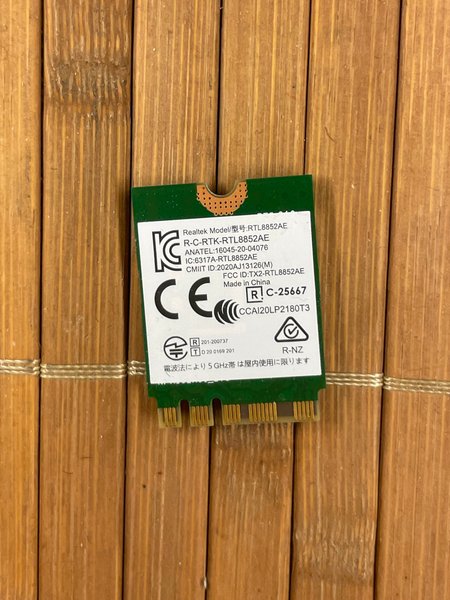 Realtek Model/型号:RTL8852AE
R-C-RTK-RTL8852AE
ANATEL:16045-20-04076
IC:6317A-RTL8852AE
CMIIT ID:2020AJ13126(M)
FCC ID:TX2-RTL8852AE
Made in China
R C-25667
CCAI20LP2180T3
R 201-200737
T D 20 0169 201
R-NZ
電波法により5 GHz帯は屋内使用に限ります